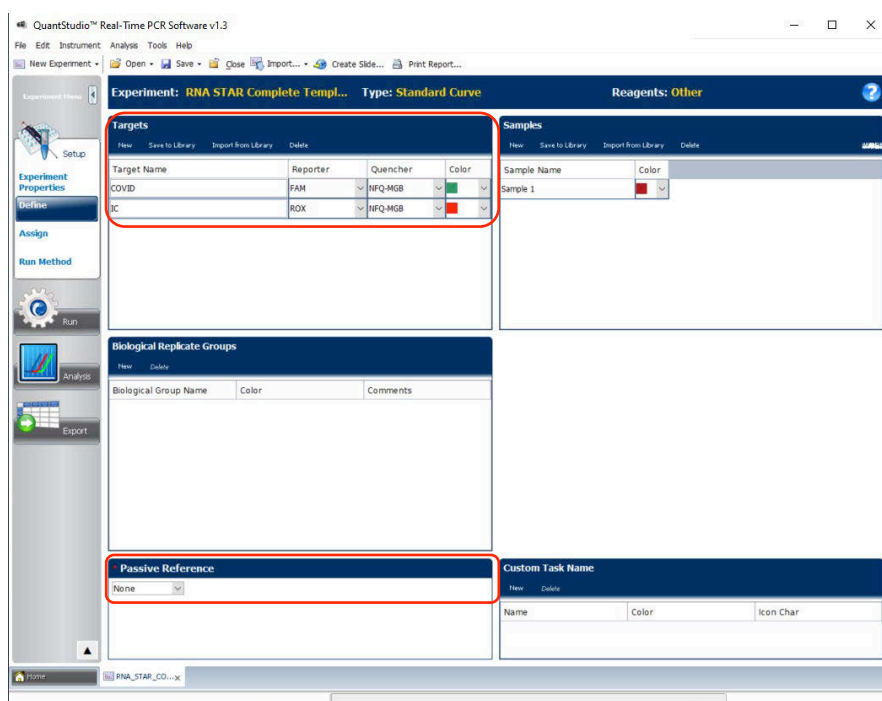 QuantStudio™ Real-Time PCR Software v1.3
File Edit Instrument Analysis Tools Help
New Experiment Open Save Close Import... Create Slide... Print Report...
Experiment Menu
Experiment: RNA STAR Complete Templ... Type: Standard Curve Reagents: Other
Setup
Experiment Properties
Define
Assign
Run Method
Run
Analysis
Export
Targets
New Save to Library Import from Library Delete
Target Name Reporter Quencher Color
COVID FAM NFQ-MGB
IC ROX NFQ-MGB
Samples
New Save to Library Import from Library Delete
Sample Name Color
Sample 1
Biological Replicate Groups
New Delete
Biological Group Name Color Comments
* Passive Reference
None
Custom Task Name
New Delete
Name Color Icon Char
Home RNA_STAR_CO...x